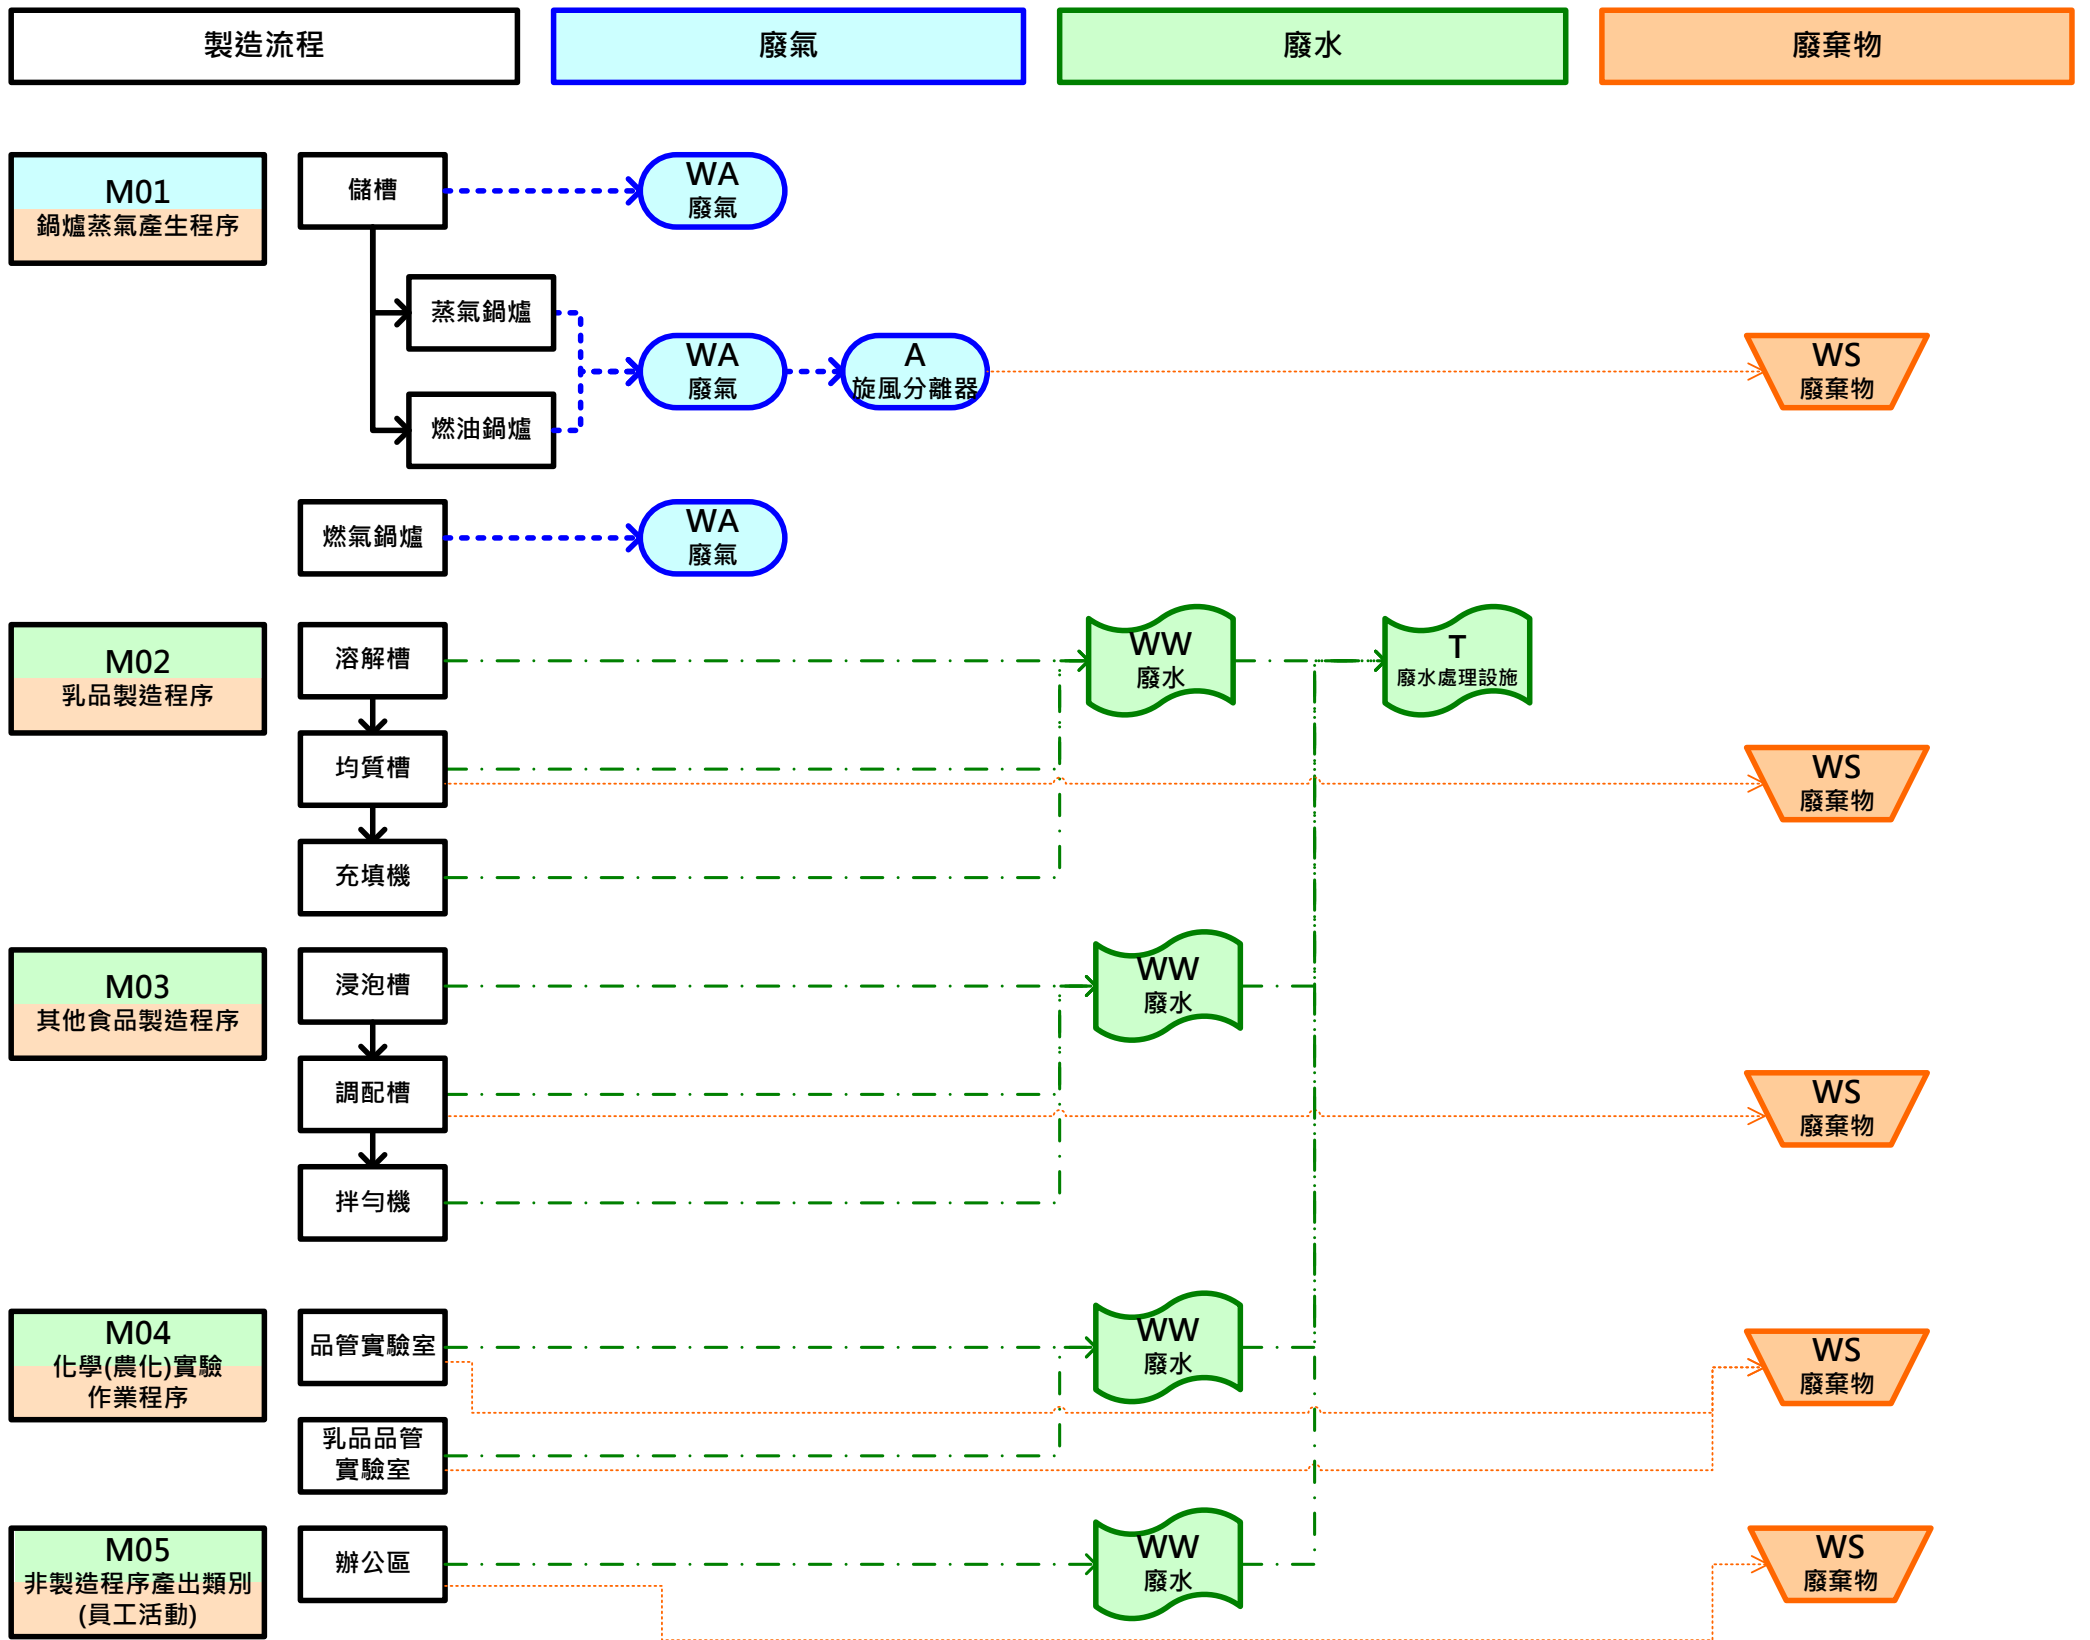 製造流程
廢氣
廢水
廢棄物
M01
鍋爐蒸氣產生程序
儲槽
WA
廢氣
蒸氣鍋爐
WA
廢氣
A
旋風分離器
WS
廢棄物
燃油鍋爐
燃氣鍋爐
WA
廢氣
M02
乳品製造程序
溶解槽
WW
廢水
T
廢水處理設施
均質槽
WS
廢棄物
充填機
M03
其他食品製造程序
浸泡槽
WW
廢水
調配槽
WS
廢棄物
拌勻機
M04
化學(農化)實驗
作業程序
品管實驗室
WW
廢水
WS
廢棄物
乳品品管
實驗室
M05
非製造程序產出類別
(員工活動)
辦公區
WW
廢水
WS
廢棄物